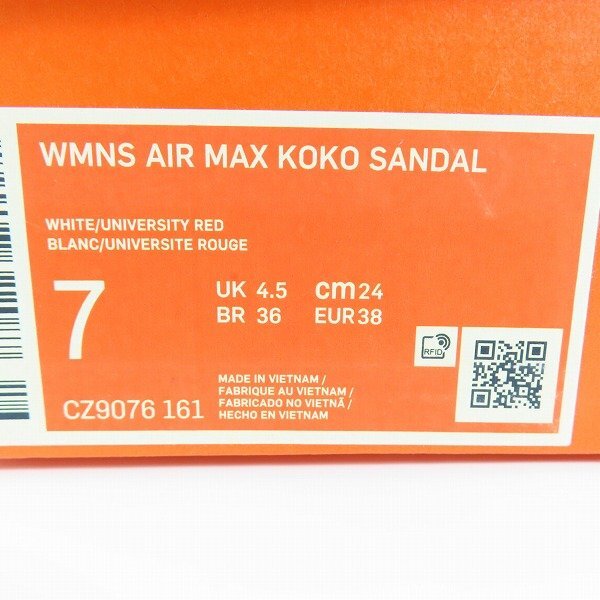 WMNS AIR MAX KOKO SANDAL
WHITE/UNIVERSITY RED
BLANC/UNIVERSITE ROUGE
7
UK 4.5 cm 24
BR 36 EUR 38
RFID
MADE IN VIETNAM /
FABRIQUE AU VIETNAM /
FABRICADO NO VIETNÃ /
HECHO EN VIETNAM
CZ9076 161